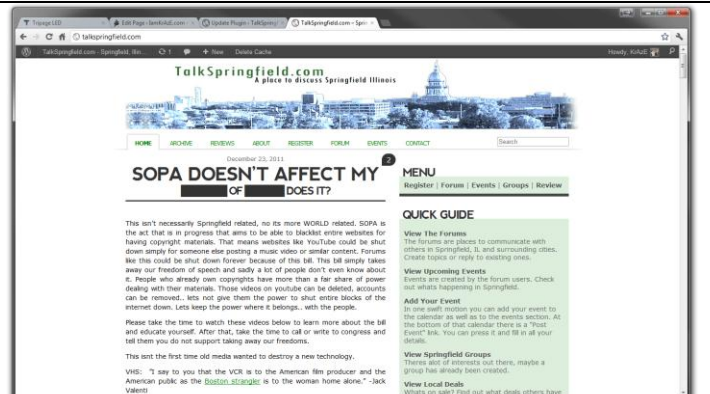 Tripage LED
Edit Page ‹ IamKirAzE.com ‹
Update Plugin ‹ TalkSpring
TalkSpringfield.com – Sprin
talkspringfield.com
TalkSpringfield.com - Springfield, Illin...
1
+ New
Delete Cache
Howdy, KirAzE
TalkSpringfield.com
A place to discuss Springfield Illinois
HOME ARCHIVE REVIEWS ABOUT REGISTER FORUM EVENTS CONTACT
Search
December 23, 2011
2
SOPA DOESN'T AFFECT MY
OF DOES IT?
This isn't necessarily Springfield related, no its more WORLD related. SOPA is
the act that is in progress that aims to be able to blacklist entire websites for
having copyright materials. That means websites like YouTube could be shut
down simply for someone else posting a music video or similar content. Forums
like this could be shut down forever because of this bill. This bill simply takes
away our freedom of speech and sadly a lot of people don't even know about
it. People who already own copyrights have more than a fair share of power
dealing with their materials. Those videos on youtube can be deleted, accounts
can be removed.. lets not give them the power to shut entire blocks of the
internet down. Lets keep the power where it belongs.. with the people.
Please take the time to watch these videos below to learn more about the bill
and educate yourself. After that, take the time to call or write to congress and
tell them you do not support taking away our freedoms.
This isnt the first time old media wanted to destroy a new technology.
VHS: "I say to you that the VCR is to the American film producer and the
American public as the Boston strangler is to the woman home alone." -Jack
Valenti
MENU
Register | Forum | Events | Groups | Review
QUICK GUIDE
View The Forums
The forums are places to communicate with
others in Springfield, IL and surrounding cities.
Create topics or reply to existing ones.
View Upcoming Events
Events are created by the forum users. Check
out whats happening in Springfield.
Add Your Event
In one swift motion you can add your event to
the calendar as well as to the events section. At
the bottom of that calendar there is a "Post
Event" link. You can press it and fill in all your
details.
View Springfield Groups
Theres alot of interests out there, maybe a
group has already been created.
View Local Deals
Whats on sale? Find out what deals others have